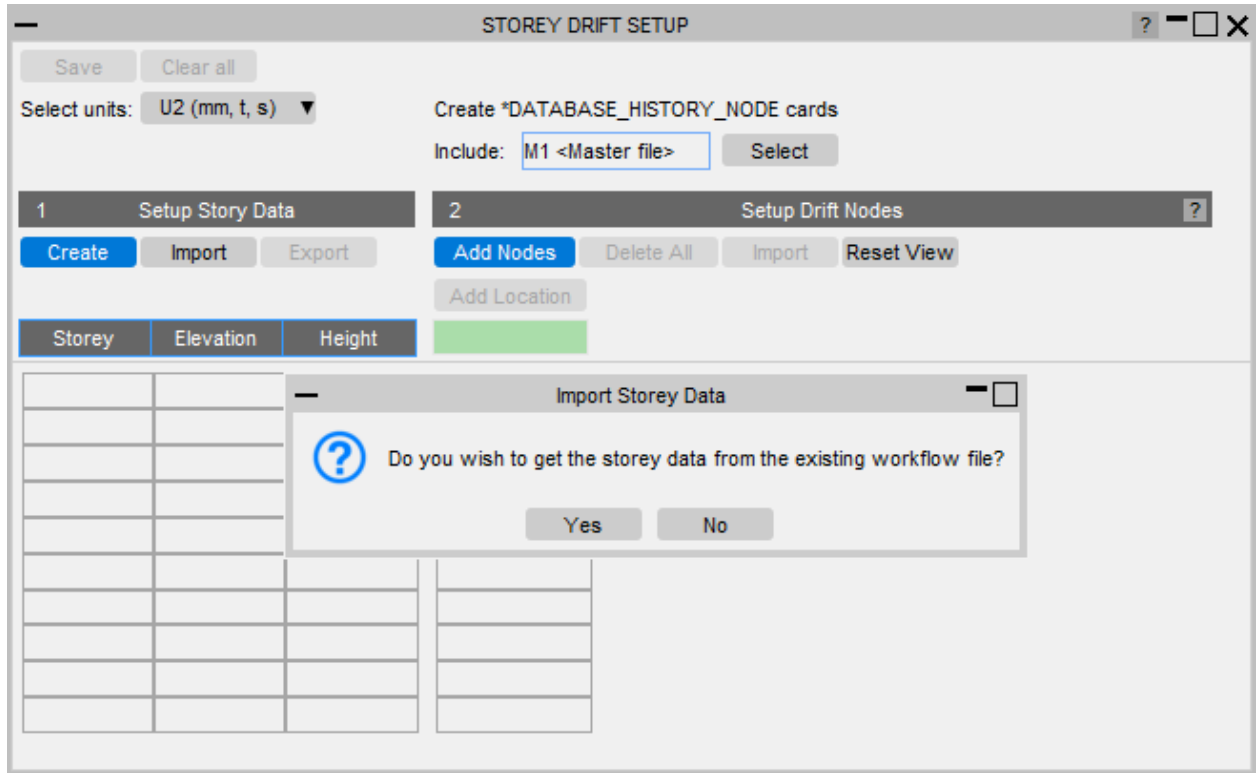 STOREY DRIFT SETUP ?
Save Clear all
Select units: U2 (mm, t, s) Create *DATABASE_HISTORY_NODE cards
Include: M1 <Master file> Select
1 Setup Story Data 2 Setup Drift Nodes ?
Create Import Export Add Nodes Delete All Import Reset View
Add Location
Storey Elevation Height
Import Storey Data
? Do you wish to get the storey data from the existing workflow file?
Yes No